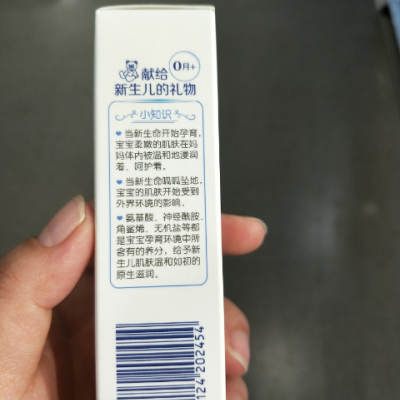 献给
0月+
新生儿的礼物
小知识
当新生命开始孕育,
宝宝柔嫩的肌肤在妈
妈体内被温和地浸润
着、呵护着。
当新生命呱呱坠地,
宝宝的肌肤开始受到
外界环境的影响。
氨基酸、神经酰胺、
角鲨烯、无机盐等都
是宝宝孕育环境中所
含有的养分, 给予新
生儿肌肤温和如初的
原生滋润。
124202454